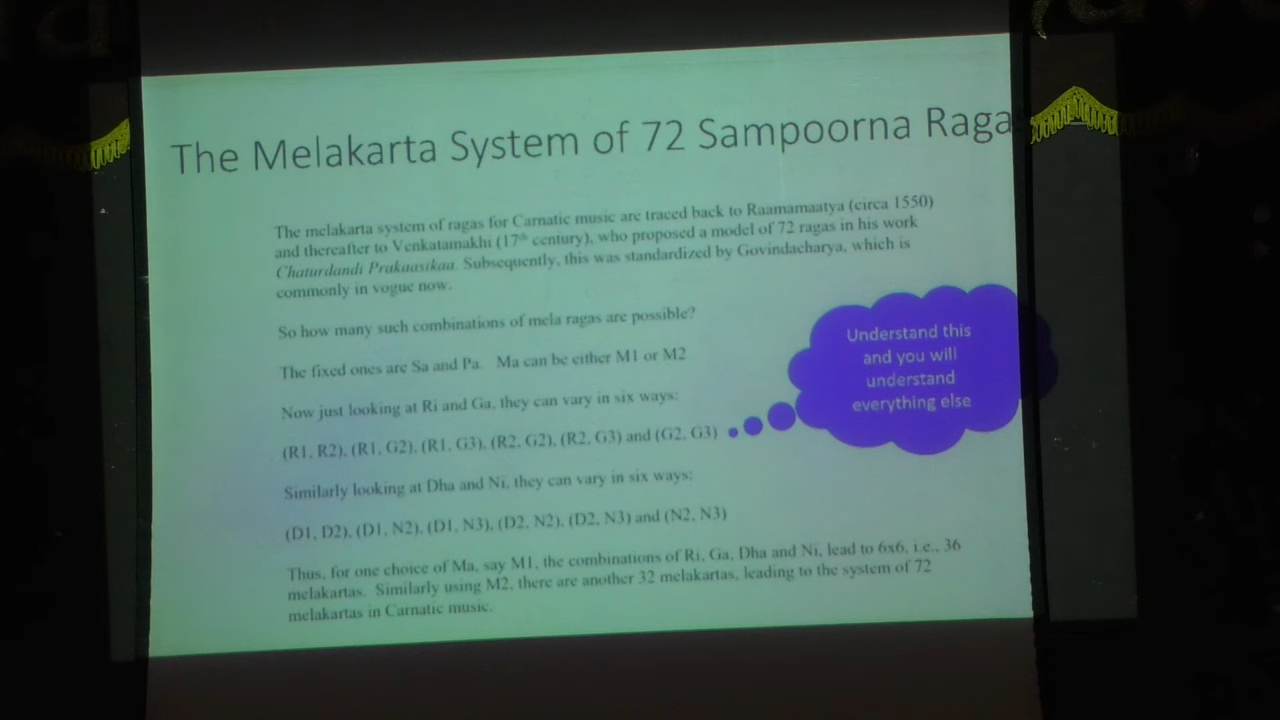 The Melakarta System of 72 Sampoorna Ragas
The melakarta system of ragas for Carnatic music are traced back to Raamamaatya (circa 1550)
and thereafter to Venkatamakhi (17th century), who proposed a model of 72 ragas in his work
Chaturdandi Prakaasikaa. Subsequently, this was standardized by Govindacharya, which is
commonly in vogue now.
So how many such combinations of mela ragas are possible?
The fixed ones are Sa and Pa. Ma can be either M1 or M2
Now just looking at Ri and Ga, they can vary in six ways:
(R1, R2), (R1, G2), (R1, G3), (R2, G2), (R2, G3) and (G2, G3)
Similarly looking at Dha and Ni, they can vary in six ways:
(D1, D2), (D1, N2), (D1, N3), (D2, N2), (D2, N3) and (N2, N3)
Thus, for one choice of Ma, say M1, the combinations of Ri, Ga, Dha and Ni, lead to 6x6, i.e., 36
melakartas. Similarly using M2, there are another 32 melakartas, leading to the system of 72
melakartas in Carnatic music.
Understand this
and you will
understand
everything else